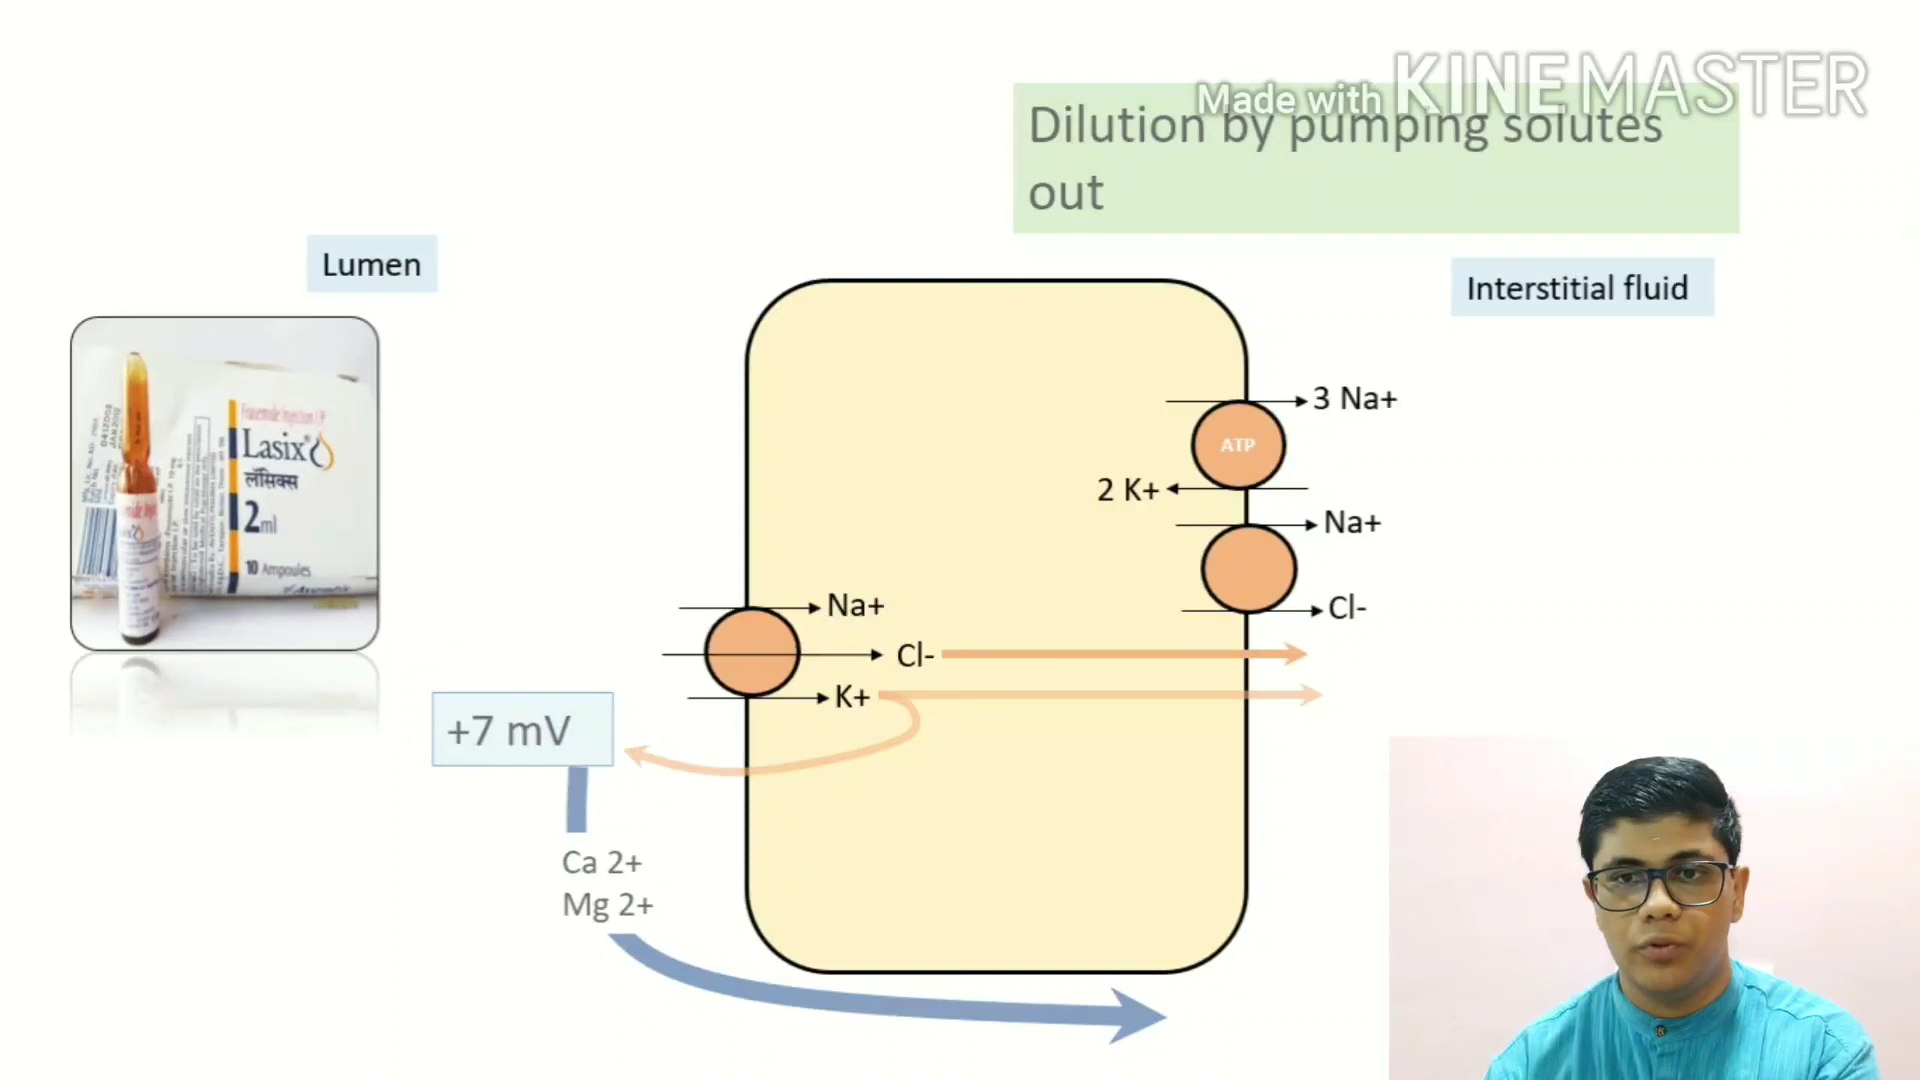 Made with KINEMASTER
Dilution by pumping solutes
out
Lumen
Interstitial fluid
Lasix
लॅसिक्स
2ml
10 Ampoules
3 Na+
ATP
2 K+
Na+
Cl-
Na+
Cl-
K+
+7 mV
Ca 2+
Mg 2+